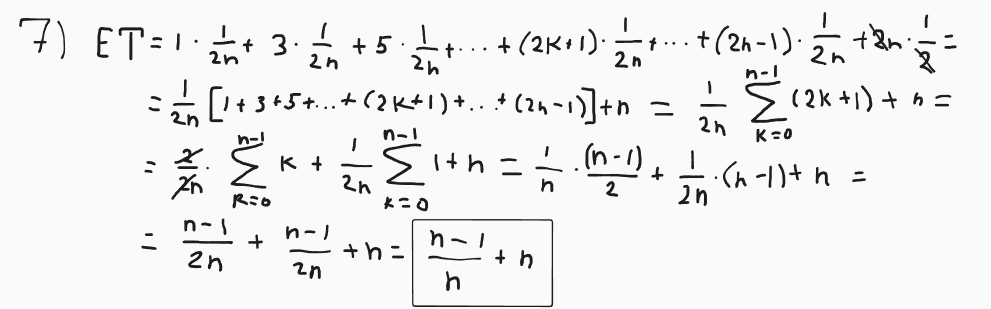 7) ET = 1 · 1/2n + 3 · 1/2n + 5 · 1/2n + ... + (2k+1) · 1/2n + ... + (2n-1) · 1/2n + 2n · 1/2 =
= 1/2n [1+3+5+...+(2k+1)+...+(2n-1)]+n = 1/2n ∑_{k=0}^{n-1} (2k+1) + n =
= 2/2n · ∑_{k=0}^{n-1} k + 1/2n ∑_{k=0}^{n-1} 1 + n = 1/n · (n-1)/2 + 1/2n · (n-1) + n =
= n-1/2n + n-1/2n + n = n-1/n + n